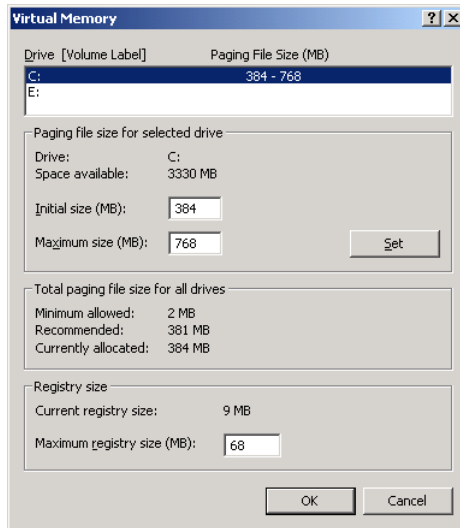 Virtual Memory
Drive [Volume Label] Paging File Size (MB)
C: 384 - 768
E:
Paging file size for selected drive
Drive: C:
Space available: 3330 MB
Initial size (MB): 384
Maximum size (MB): 768 Set
Total paging file size for all drives
Minimum allowed: 2 MB
Recommended: 381 MB
Currently allocated: 384 MB
Registry size
Current registry size: 9 MB
Maximum registry size (MB): 68
OK Cancel